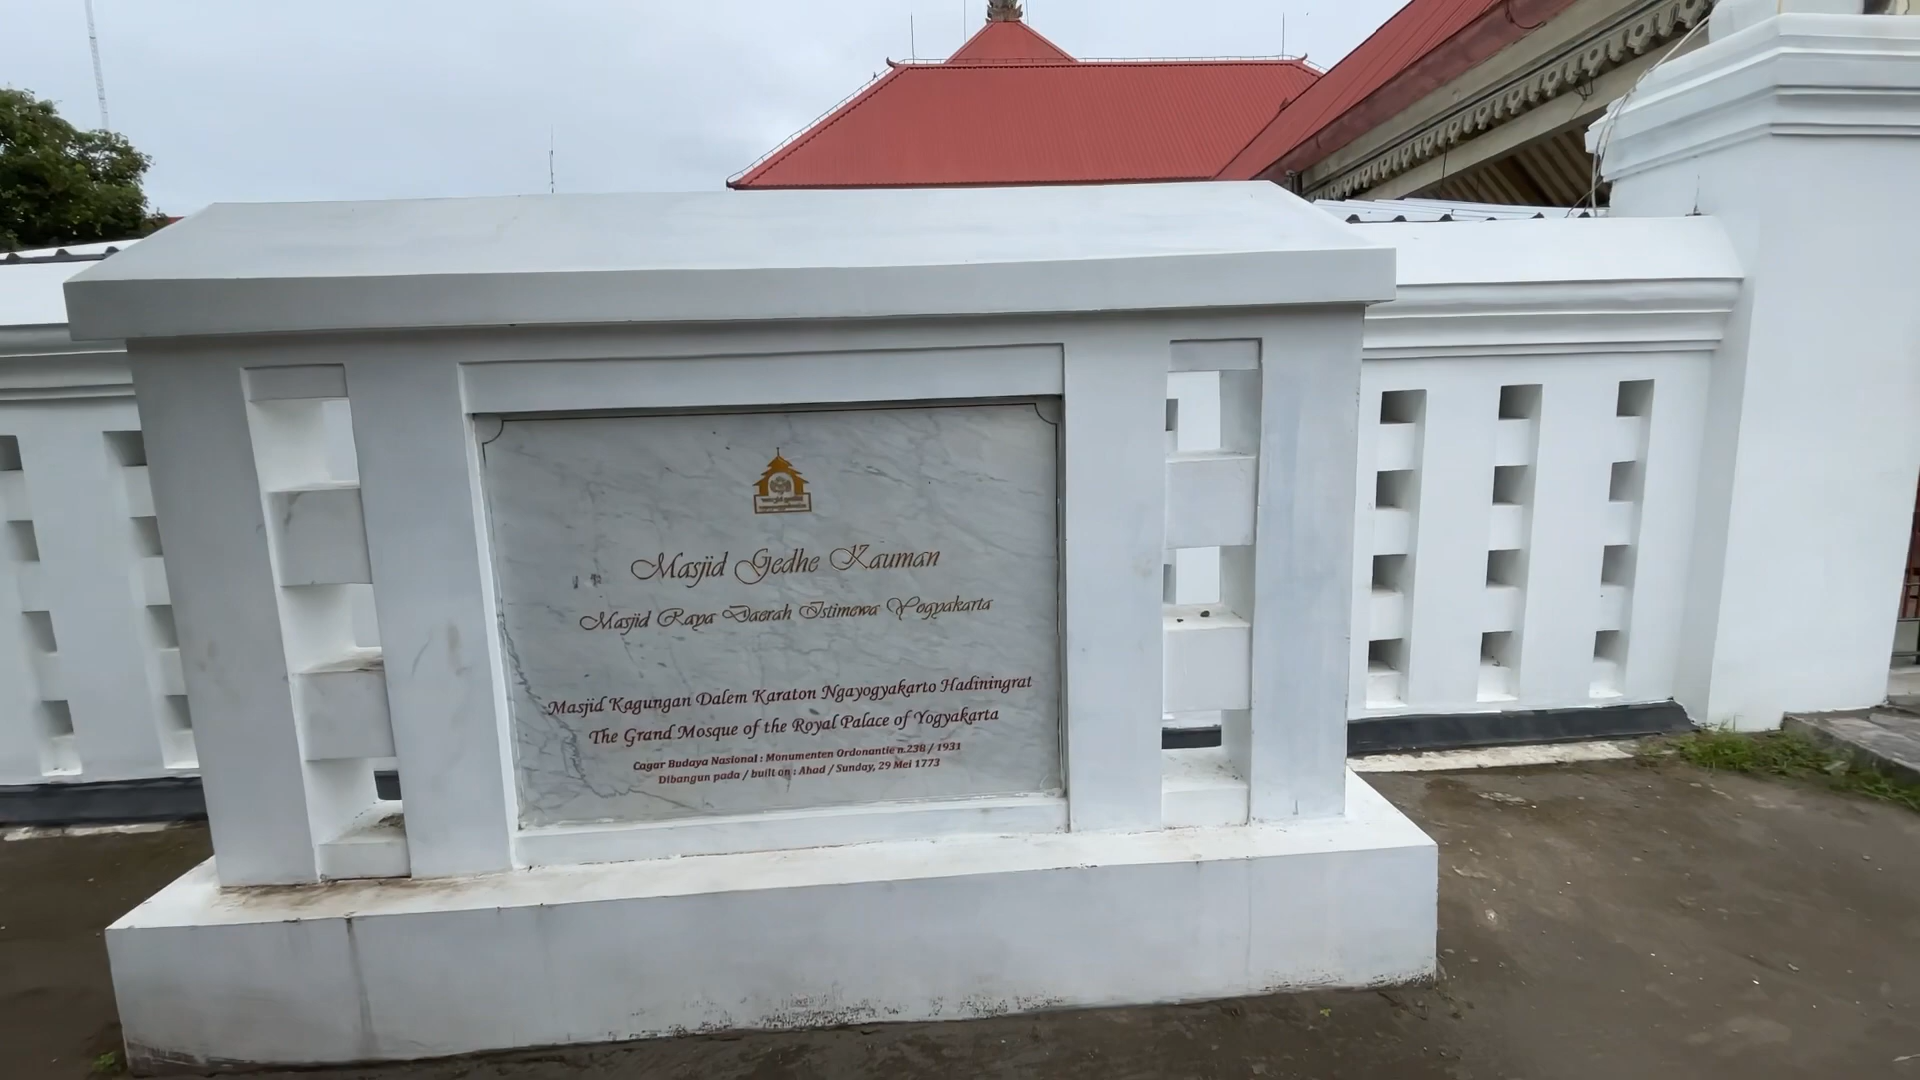 Masjid Gedhe Kauman
Masjid Raya Daerah Istimewa Yogyakarta
Masjid Kagungan Dalem Karaton Ngayogyakarto Hadiningrat
The Grand Mosque of the Royal Palace of Yogyakarta
Cagar Budaya Nasional : Monumenten Ordonantie n.238 / 1931
Dibangun pada / built on : Ahad / Sunday, 29 Mei 1773